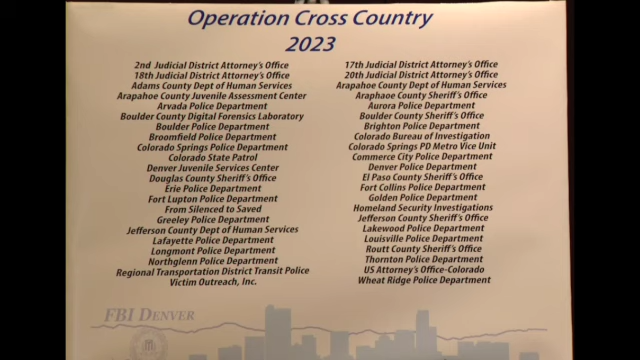 Operation Cross Country
2023
2nd Judicial District Attorney's Office
18th Judicial District Attorney's Office
Adams County Dept of Human Services
Arapahoe County Juvenile Assessment Center
Arvada Police Department
Boulder County Digital Forensics Laboratory
Boulder Police Department
Broomfield Police Department
Colorado Springs Police Department
Colorado State Patrol
Denver Juvenile Services Center
Douglas County Sheriff's Office
Erie Police Department
Fort Lupton Police Department
From Silenced to Saved
Greeley Police Department
Jefferson County Dept of Human Services
Lafayette Police Department
Longmont Police Department
Northglenn Police Department
Regional Transportation District Transit Police
Victim Outreach, Inc.
17th Judicial District Attorney's Office
20th Judicial District Attorney's Office
Arapahoe County Dept of Human Services
Araphaoe County Sheriff's Office
Aurora Police Department
Boulder County Sheriff's Office
Brighton Police Department
Colorado Bureau of Investigation
Colorado Springs PD Metro Vice Unit
Commerce City Police Department
Denver Police Department
El Paso County Sheriff's Office
Fort Collins Police Department
Golden Police Department
Homeland Security Investigations
Jefferson County Sheriff's Office
Lakewood Police Department
Louisville Police Department
Routt County Sheriff's Office
Thornton Police Department
US Attorney's Office-Colorado
Wheat Ridge Police Department
FBI DENVER